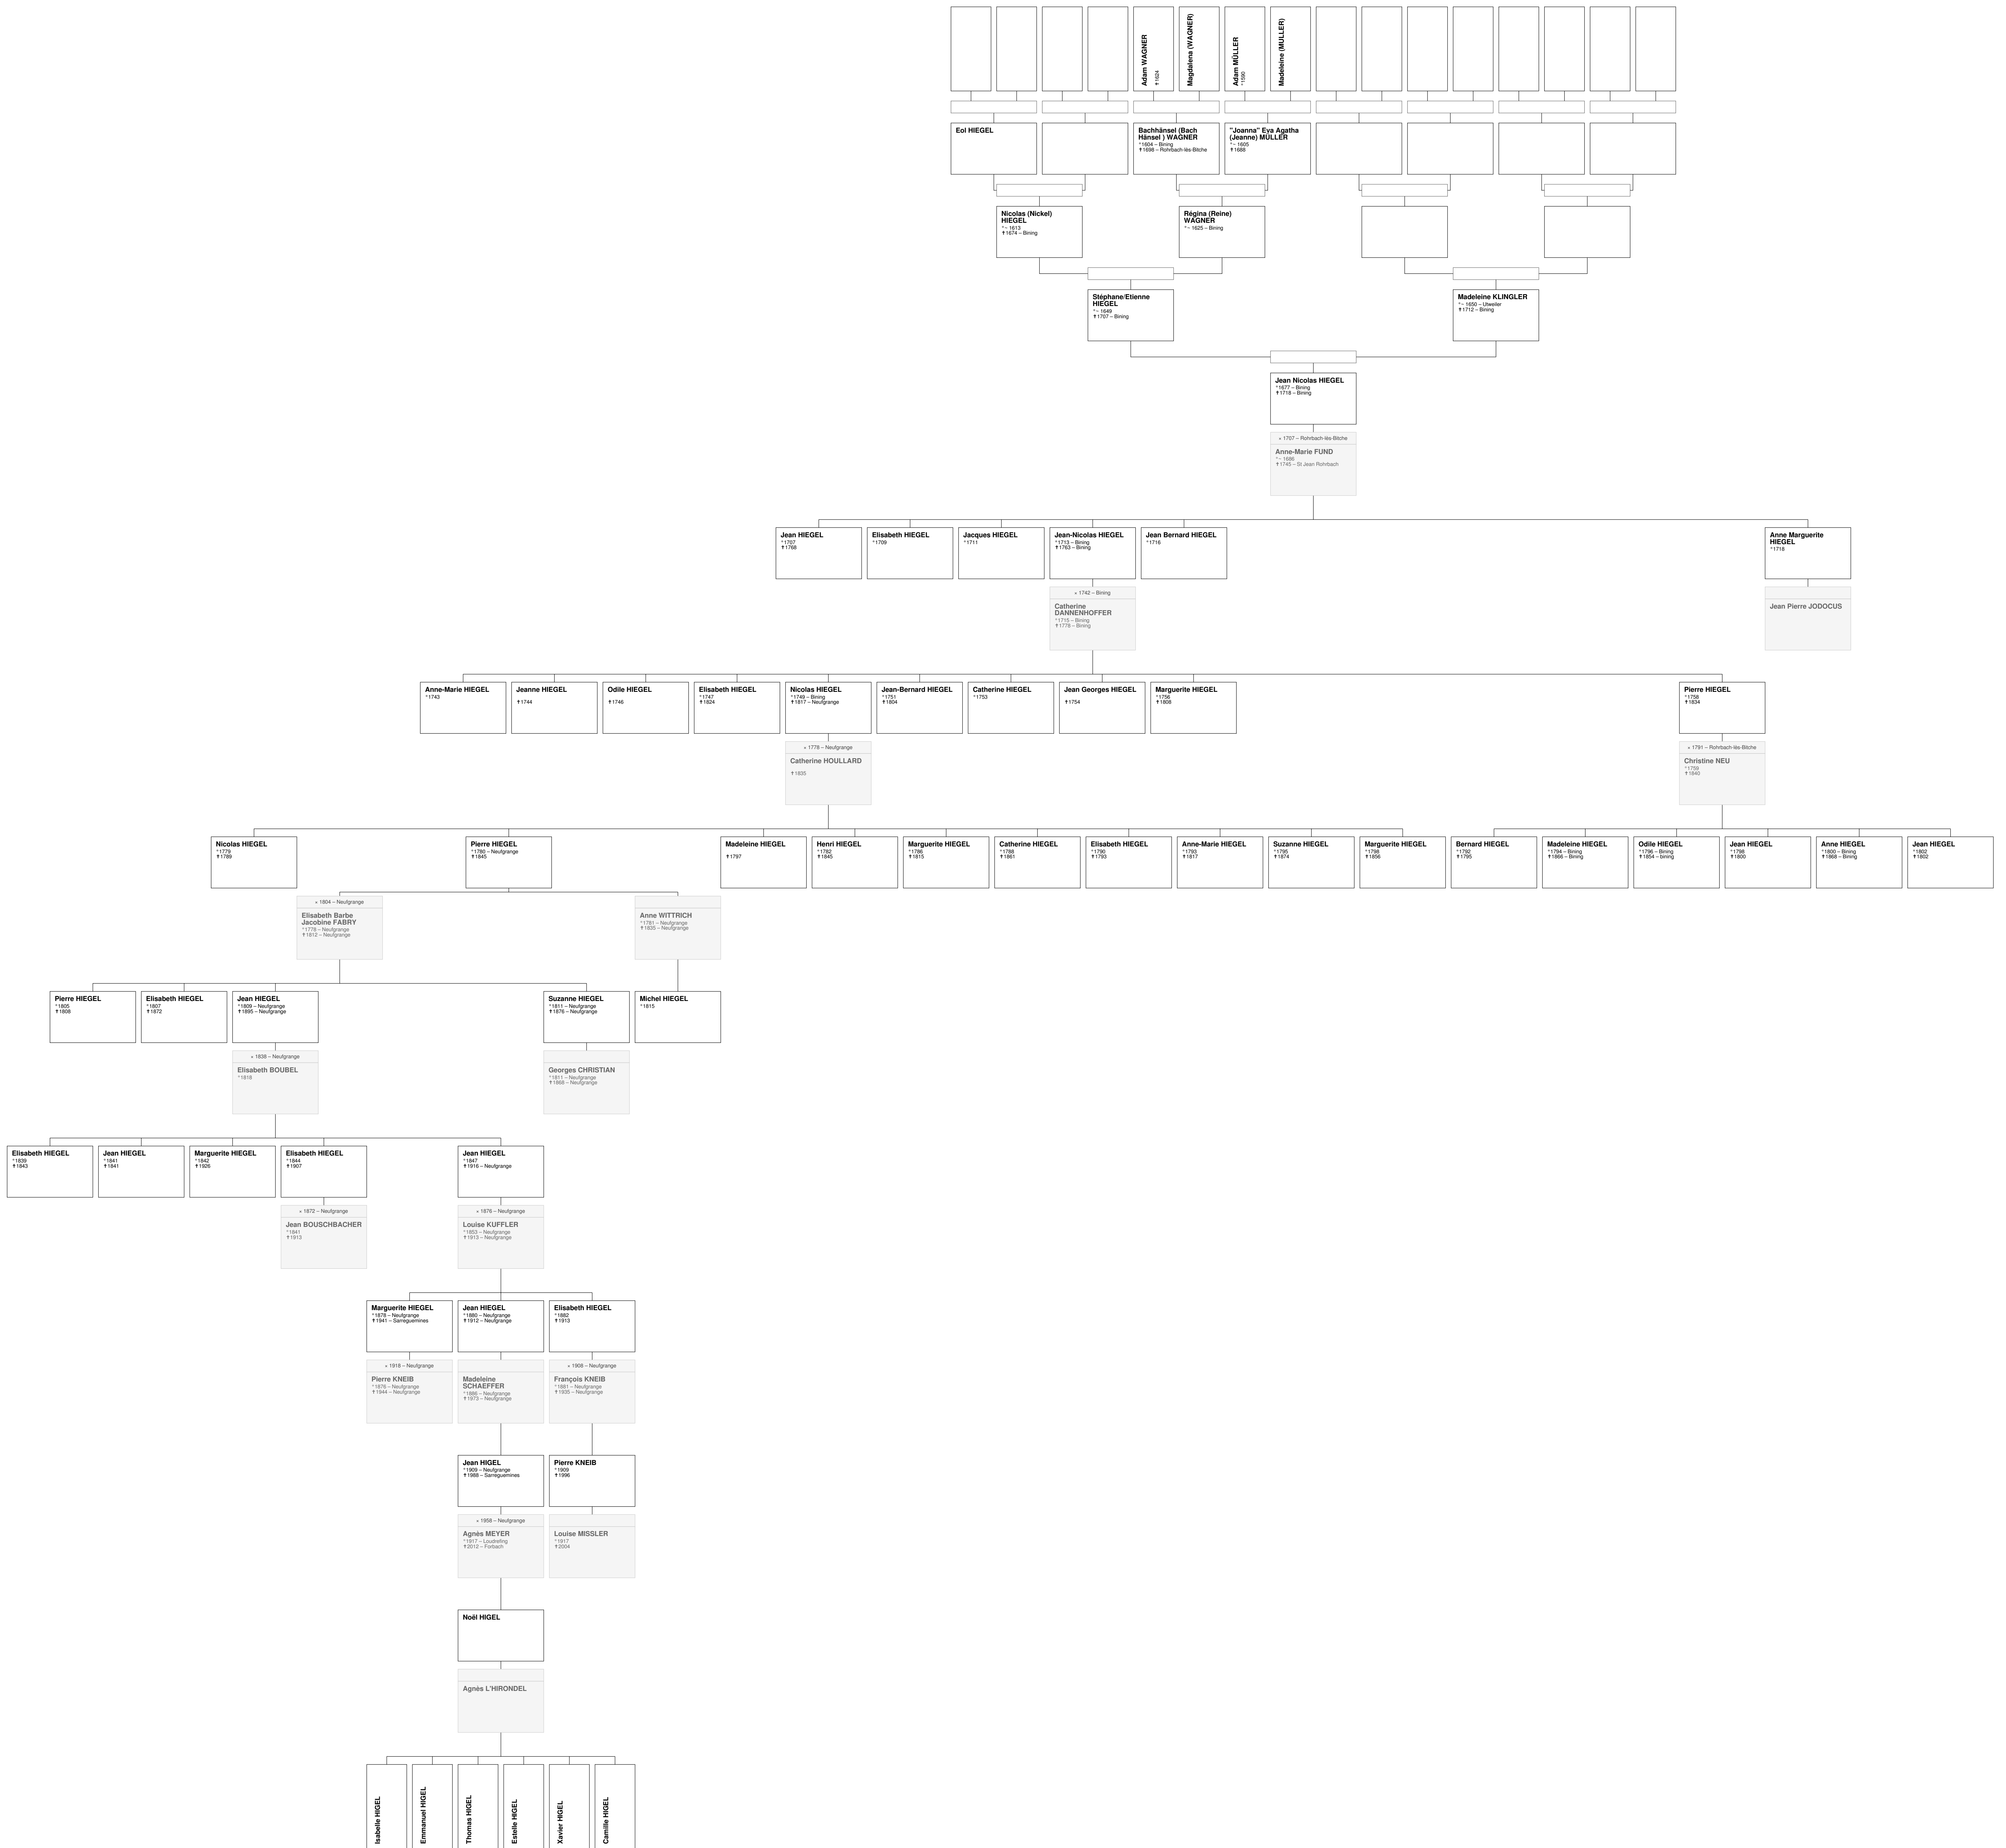 Adam WAGNER
✝1624
Magdalena (WAGNER)
Adam MÜLLER
°1590
Madeleine (MULLER)
Eol HIEGEL
Bachhänsel (Bach
Hänsel ) WAGNER
°1604 – Bining
✝1698 – Rohrbach-lès-Bitche
"Joanna" Eva Agatha
(Jeanne) MÜLLER
°~ 1605
✝1688
Nicolas (Nickel)
HIEGEL
°~ 1613
✝1674 – Bining
Régina (Reine)
WAGNER
°~ 1625 – Bining
Stéphane/Etienne
HIEGEL
°~ 1649
✝1707 – Bining
Madeleine KLINGLER
°~ 1650 – Utweiler
✝1712 – Bining
Jean Nicolas HIEGEL
°1677 – Bining
✝1718 – Bining
× 1707 – Rohrbach-lès-Bitche
Anne-Marie FUND
°~ 1686
✝1745 – St Jean Rohrbach
Jean HIEGEL
°1707
✝1768
Elisabeth HIEGEL
°1709
Jacques HIEGEL
°1711
Jean-Nicolas HIEGEL
°1713 – Bining
✝1763 – Bining
Jean Bernard HIEGEL
°1716
Anne Marguerite
HIEGEL
°1718
× 1742 – Bining
Catherine
DANNENHOFFER
°1715 – Bining
✝1778 – Bining
Jean Pierre JODOCUS
Anne-Marie HIEGEL
°1743
Jeanne HIEGEL
✝1744
Odile HIEGEL
✝1746
Elisabeth HIEGEL
°1747
✝1824
Nicolas HIEGEL
°1749 – Bining
✝1817 – Neufgrange
Jean-Bernard HIEGEL
°1751
✝1804
Catherine HIEGEL
°1753
Jean Georges HIEGEL
✝1754
Marguerite HIEGEL
°1756
✝1808
Pierre HIEGEL
°1758
✝1834
× 1778 – Neufgrange
Catherine HOULLARD
✝1835
× 1791 – Rohrbach-lès-Bitche
Christine NEU
°1759
✝1840
Nicolas HIEGEL
°1779
✝1789
Pierre HIEGEL
°1780 – Neufgrange
✝1845
Madeleine HIEGEL
✝1797
Henri HIEGEL
°1782
✝1845
Marguerite HIEGEL
°1786
✝1815
Catherine HIEGEL
°1788
✝1861
Elisabeth HIEGEL
°1790
✝1793
Anne-Marie HIEGEL
°1793
✝1817
Suzanne HIEGEL
°1795
✝1874
Marguerite HIEGEL
°1798
✝1856
Bernard HIEGEL
°1792
✝1795
Madeleine HIEGEL
°1794 – Bining
✝1866 – Bining
Odile HIEGEL
°1796 – Bining
✝1854 – bining
Jean HIEGEL
°1798
✝1800
Anne HIEGEL
°1800 – Bining
✝1868 – Bining
Jean HIEGEL
°1802
✝1802
× 1804 – Neufgrange
Elisabeth Barbe
Jacobine FABRY
°1778 – Neufgrange
✝1812 – Neufgrange
Anne WITTRICH
°1781 – Neufgrange
✝1835 – Neufgrange
Pierre HIEGEL
°1805
✝1808
Elisabeth HIEGEL
°1807
✝1872
Jean HIEGEL
°1809 – Neufgrange
✝1895 – Neufgrange
Suzanne HIEGEL
°1811 – Neufgrange
✝1876 – Neufgrange
Michel HIEGEL
°1815
× 1838 – Neufgrange
Elisabeth BOUBEL
°1818
Georges CHRISTIAN
°1811 – Neufgrange
✝1868 – Neufgrange
Elisabeth HIEGEL
°1839
✝1843
Jean HIEGEL
°1841
✝1841
Marguerite HIEGEL
°1842
✝1926
Elisabeth HIEGEL
°1844
✝1907
Jean HIEGEL
°1847
✝1916 – Neufgrange
× 1872 – Neufgrange
Jean BOUSCHBACHER
°1841
✝1913
× 1876 – Neufgrange
Louise KUFFLER
°1853 – Neufgrange
✝1913 – Neufgrange
Marguerite HIEGEL
°1878 – Neufgrange
✝1941 – Sarreguemines
Jean HIEGEL
°1880 – Neufgrange
✝1912 – Neufgrange
Elisabeth HIEGEL
°1882
✝1913
× 1918 – Neufgrange
Pierre KNEIB
°1876 – Neufgrange
✝1944 – Neufgrange
Madeleine
SCHAEFFER
°1886 – Neufgrange
✝1973 – Neufgrange
× 1908 – Neufgrange
François KNEIB
°1881 – Neufgrange
✝1935 – Neufgrange
Jean HIGEL
°1909 – Neufgrange
✝1988 – Sarreguemines
Pierre KNEIB
°1909
✝1996
× 1958 – Neufgrange
Agnès MEYER
°1917 – Loudrefing
✝2012 – Forbach
Louise MISSLER
°1917
✝2004
Noël HIGEL
Agnès L'HIRONDEL
Isabelle HIGEL
Emmanuel HIGEL
Thomas HIGEL
Estelle HIGEL
Xavier HIGEL
Camille HIGEL